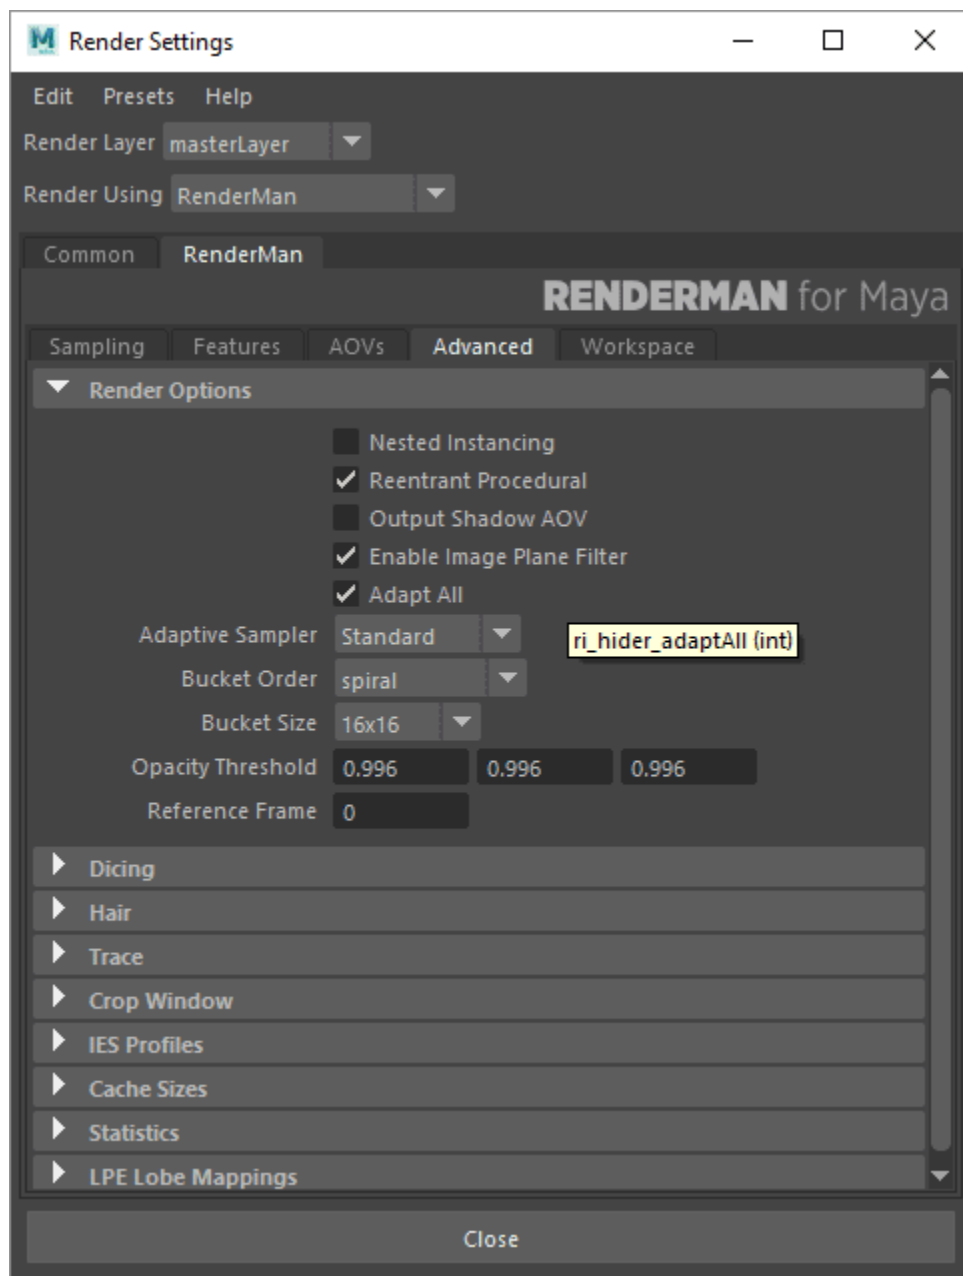 Render Settings
Edit Presets Help
Render Layer masterLayer
Render Using RenderMan
Common RenderMan
RENDERMAN for Maya
Sampling Features AOVs Advanced Workspace
Render Options
Nested Instancing
Reentrant Procedural
Output Shadow AOV
Enable Image Plane Filter
Adapt All
Adaptive Sampler Standard ri_hider_adaptAll (int)
Bucket Order spiral
Bucket Size 16x16
Opacity Threshold 0.996 0.996 0.996
Reference Frame 0
Dicing
Hair
Trace
Crop Window
IES Profiles
Cache Sizes
Statistics
LPE Lobe Mappings
Close